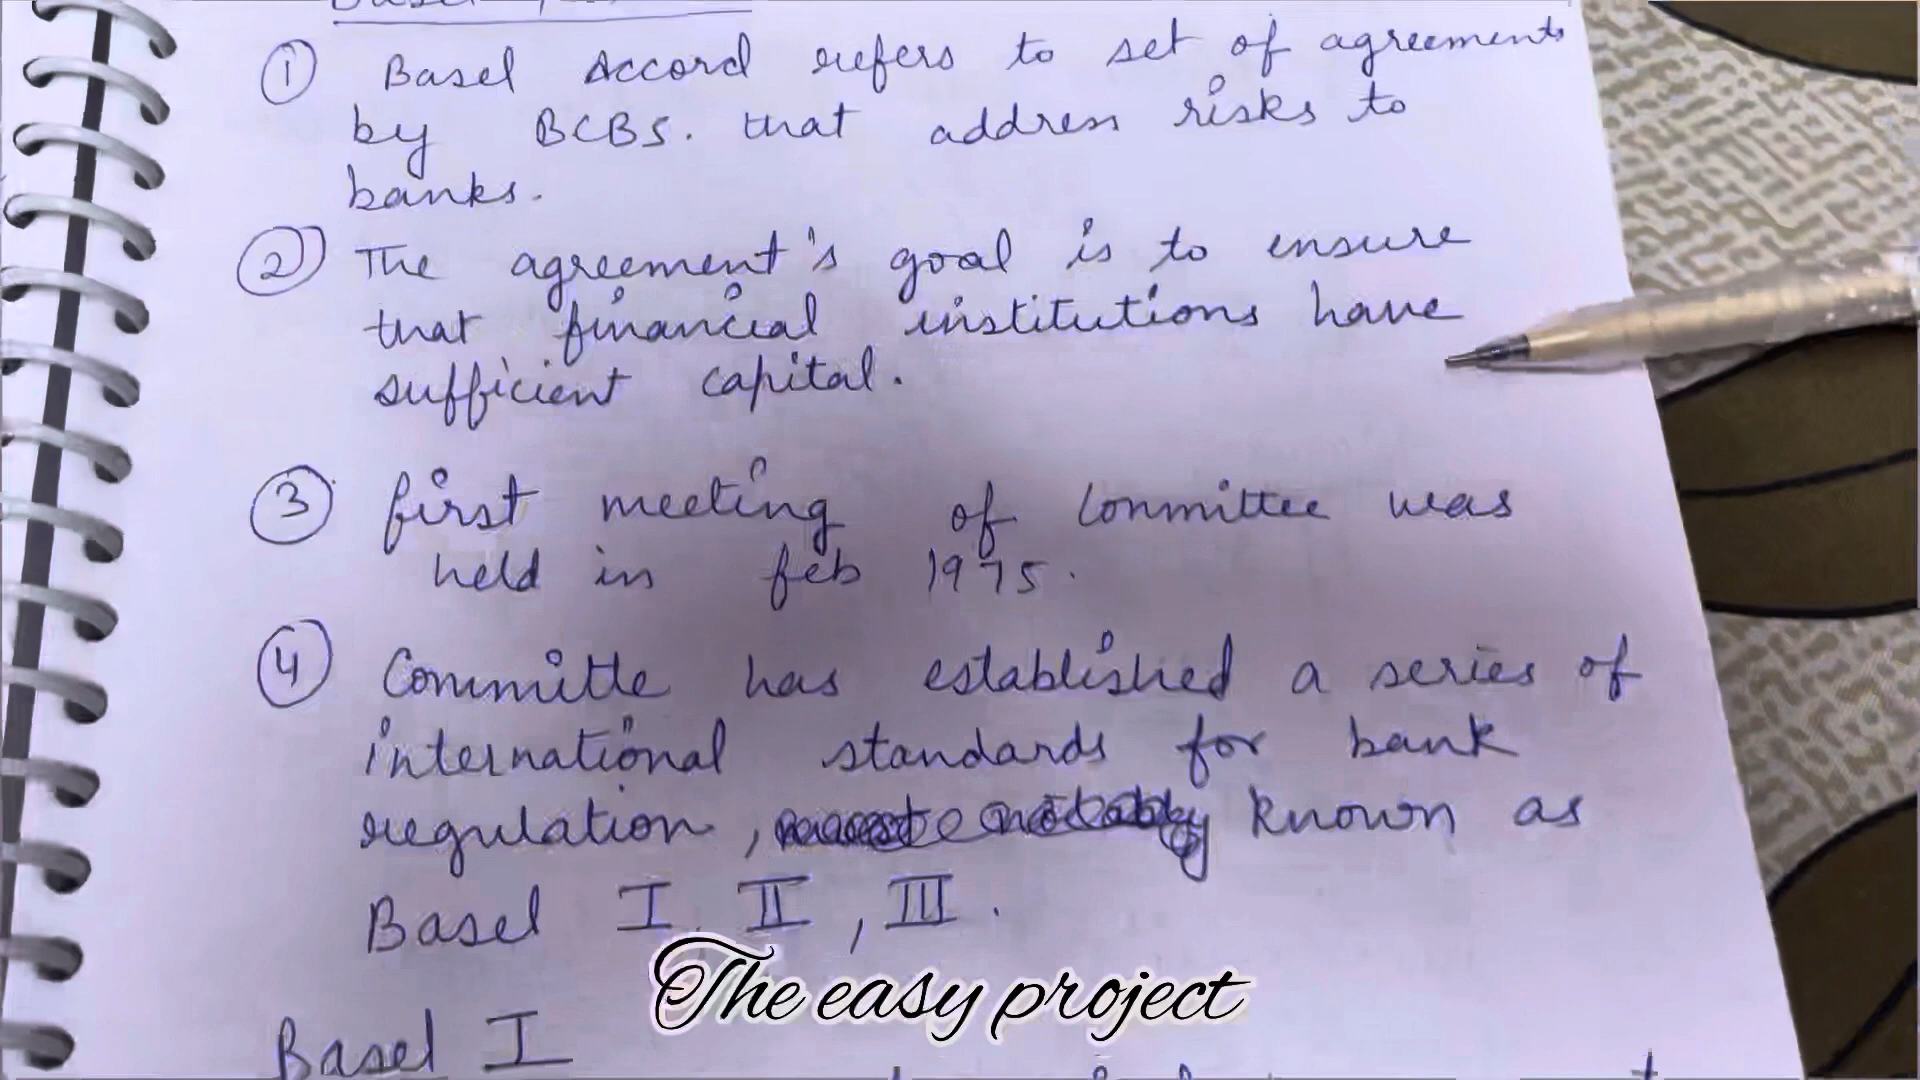 ① Basel Accord refers to set of agreements
by BCBS. that address risks to
banks.
② The agreement's goal is to ensure
that financial institutions have
sufficient capital.
③ first meeting of Committee was
held in feb 1975.
④ Committe has established a series of
international standards for bank
regulation, known as
Basel I, II, III.
The easy project
Basel I